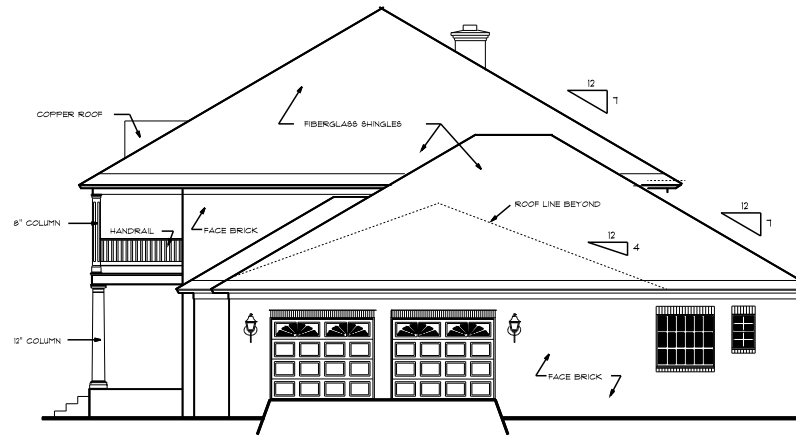 12
7
COPPER ROOF
FIBERGLASS SHINGLES
ROOF LINE BEYOND
12
7
8" COLUMN
HANDRAIL
FACE BRICK
12
4
12" COLUMN
FACE BRICK